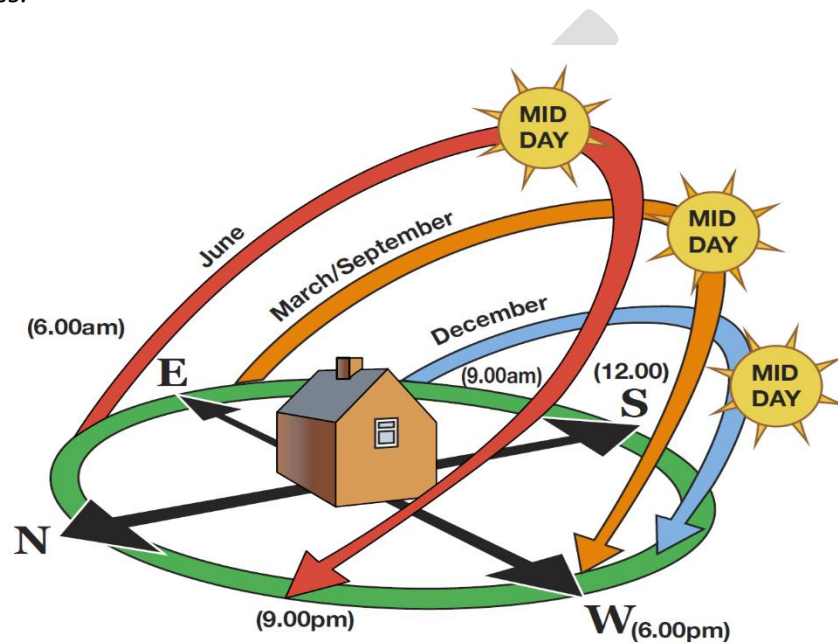 MID
DAY
June
March/September
MID
DAY
(6.00am)
December
E
(9.00am)
(12.00)
MID
DAY
S
N
(9.00pm)
W(6.00pm)